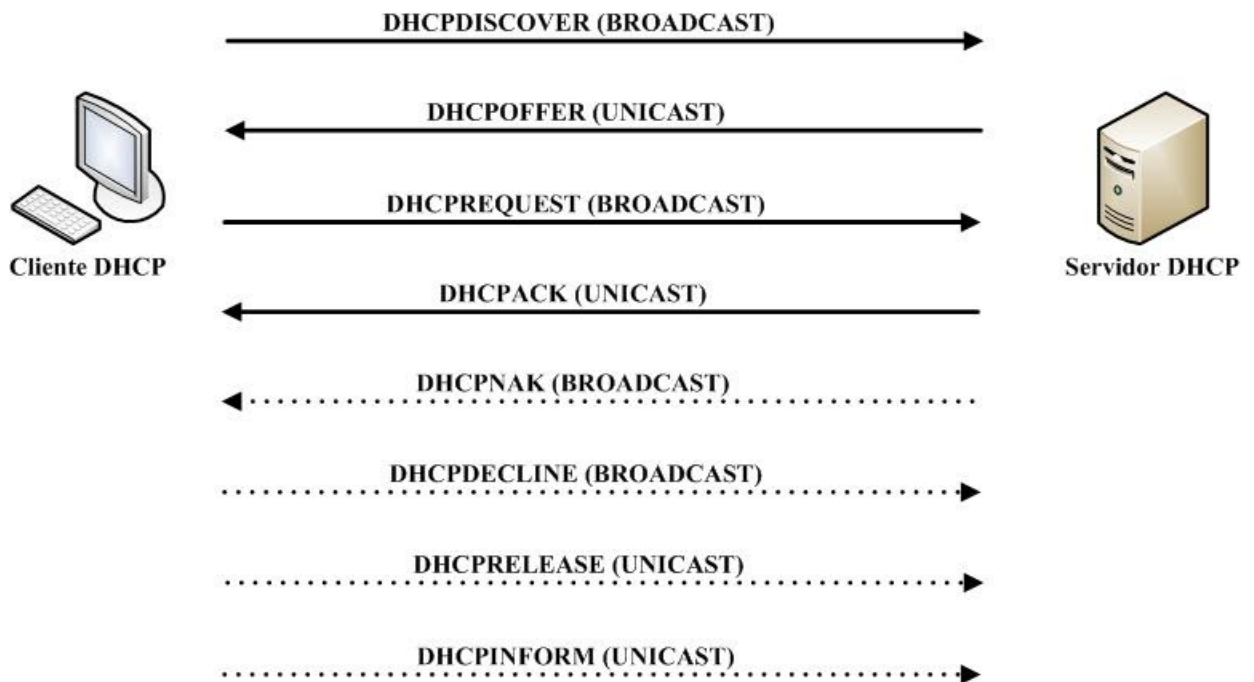 DHCPDISCOVER (BROADCAST)
DHCPOFFER (UNICAST)
DHCPREQUEST (BROADCAST)
Cliente DHCP
Servidor DHCP
DHCPACK (UNICAST)
DHCPNAK (BROADCAST)
DHCPDECLINE (BROADCAST)
DHCPRELEASE (UNICAST)
DHCPINFORM (UNICAST)